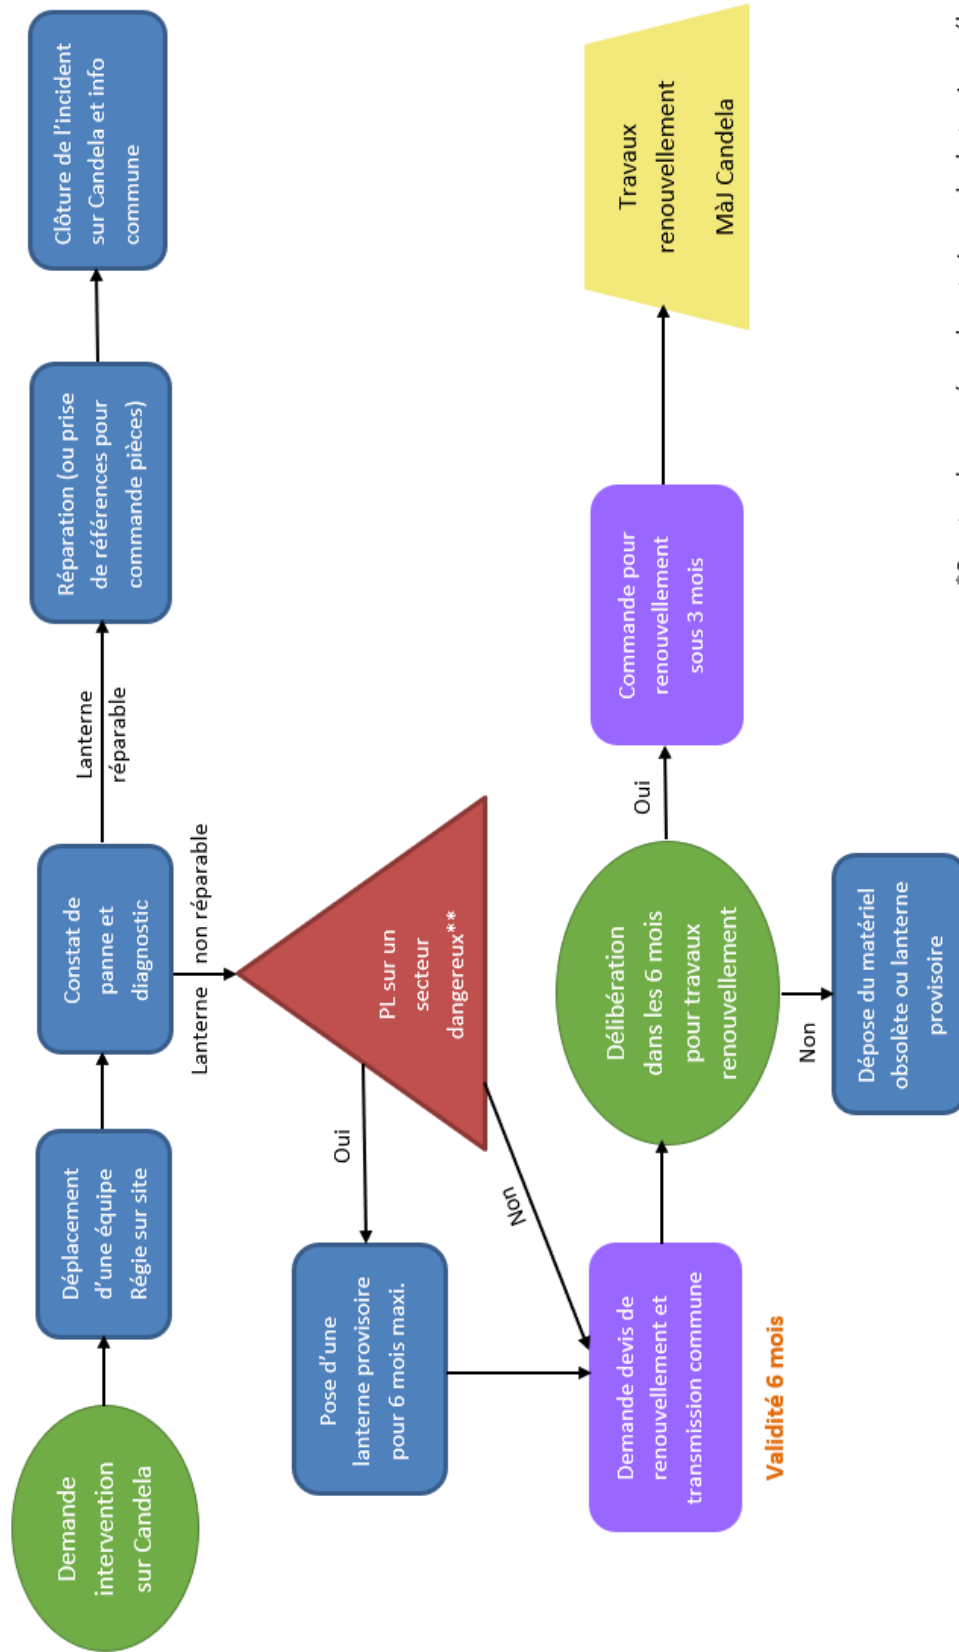 Demande
intervention
sur Candela
Déplacement
d'une équipe
Régie sur site
Constat de
panne et
diagnostic
Lanterne
réparable
Réparation (ou prise
de références pour
commande pièces)
Clôture de l'incident
sur Candela et info
commune
Lanterne non réparable
PL sur un
secteur
dangereux**
Oui
Non
Pose d'une
lanterne provisoire
pour 6 mois maxi.
Demande devis de
renouvellement et
transmission commune
Validité 6 mois
Délibération
dans les 6 mois
pour travaux
renouvellement
Oui
Commande pour
renouvellement
sous 3 mois
Travaux
renouvellement
MàJ Candela
Non
Dépose du matériel
obsolète ou lanterne
provisoire